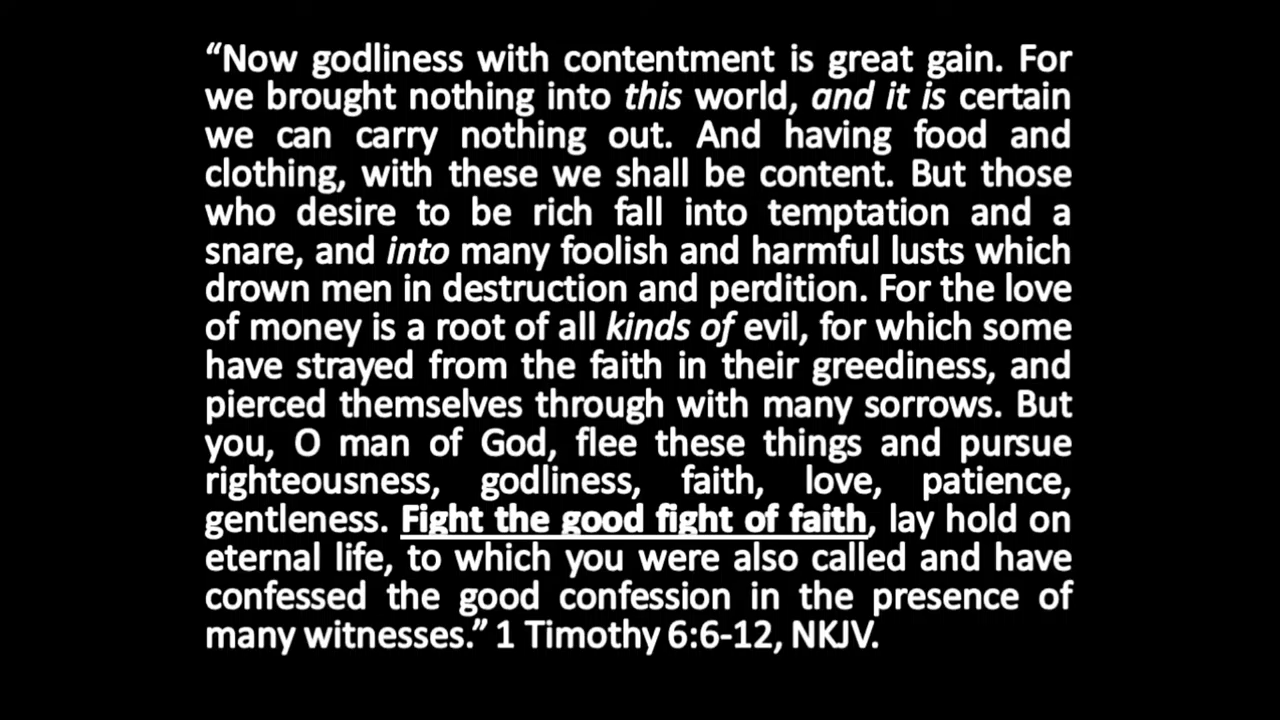 “Now godliness with contentment is great gain. For
we brought nothing into this world, and it is certain
we can carry nothing out. And having food and
clothing, with these we shall be content. But those
who desire to be rich fall into temptation and a
snare, and into many foolish and harmful lusts which
drown men in destruction and perdition. For the love
of money is a root of all kinds of evil, for which some
have strayed from the faith in their greediness, and
pierced themselves through with many sorrows. But
you, O man of God, flee these things and pursue
righteousness, godliness, faith, love, patience,
gentleness. Fight the good fight of faith, lay hold on
eternal life, to which you were also called and have
confessed the good confession in the presence of
many witnesses.” 1 Timothy 6:6-12, NKJV.